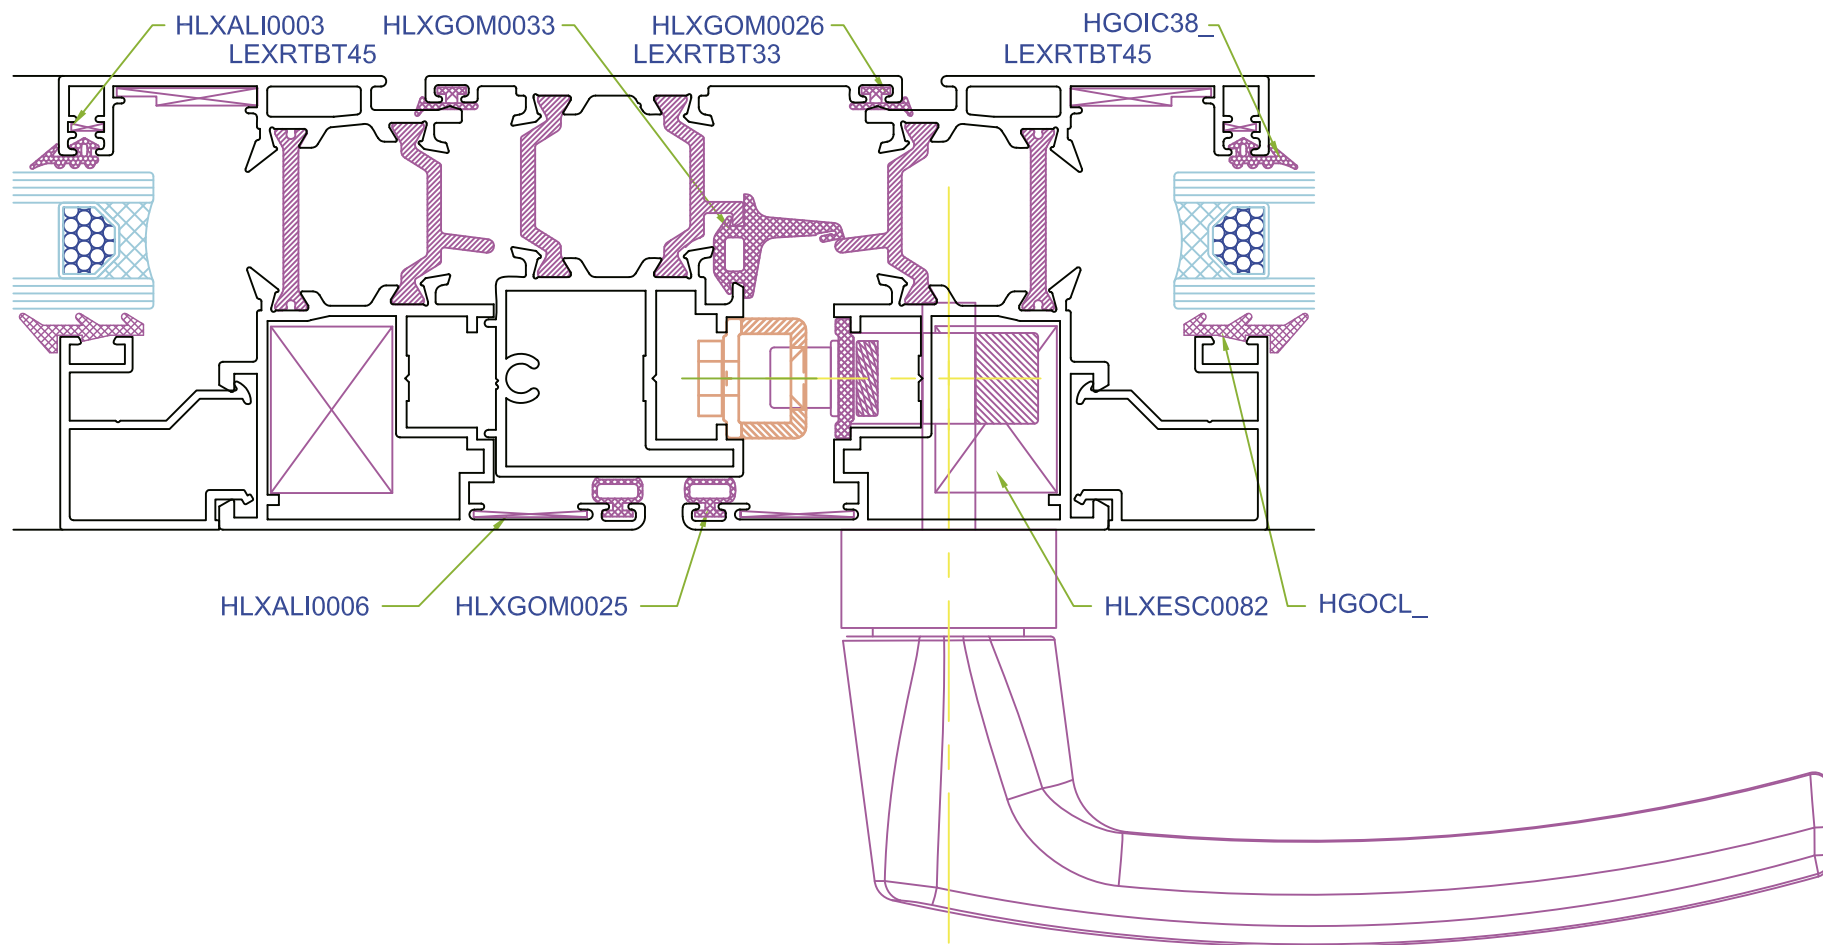 HLXALI0003 HLXGOM0033 HLXGOM0026 HGOIC38_
LEXRTBT45 LEXRTBT33 LEXRTBT45
HLXALI0006 HLXGOM0025 HLXESC0082 HGOCL_